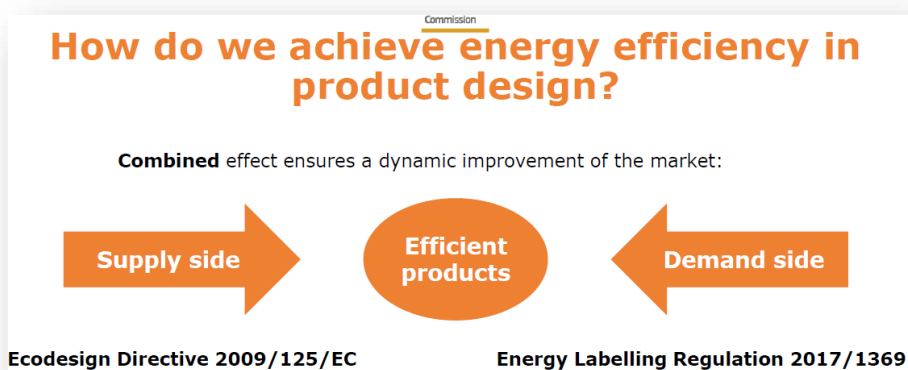 Commission
How do we achieve energy efficiency in
product design?
Combined effect ensures a dynamic improvement of the market:
Supply side
Efficient
products
Demand side
Ecodesign Directive 2009/125/EC
Energy Labelling Regulation 2017/1369